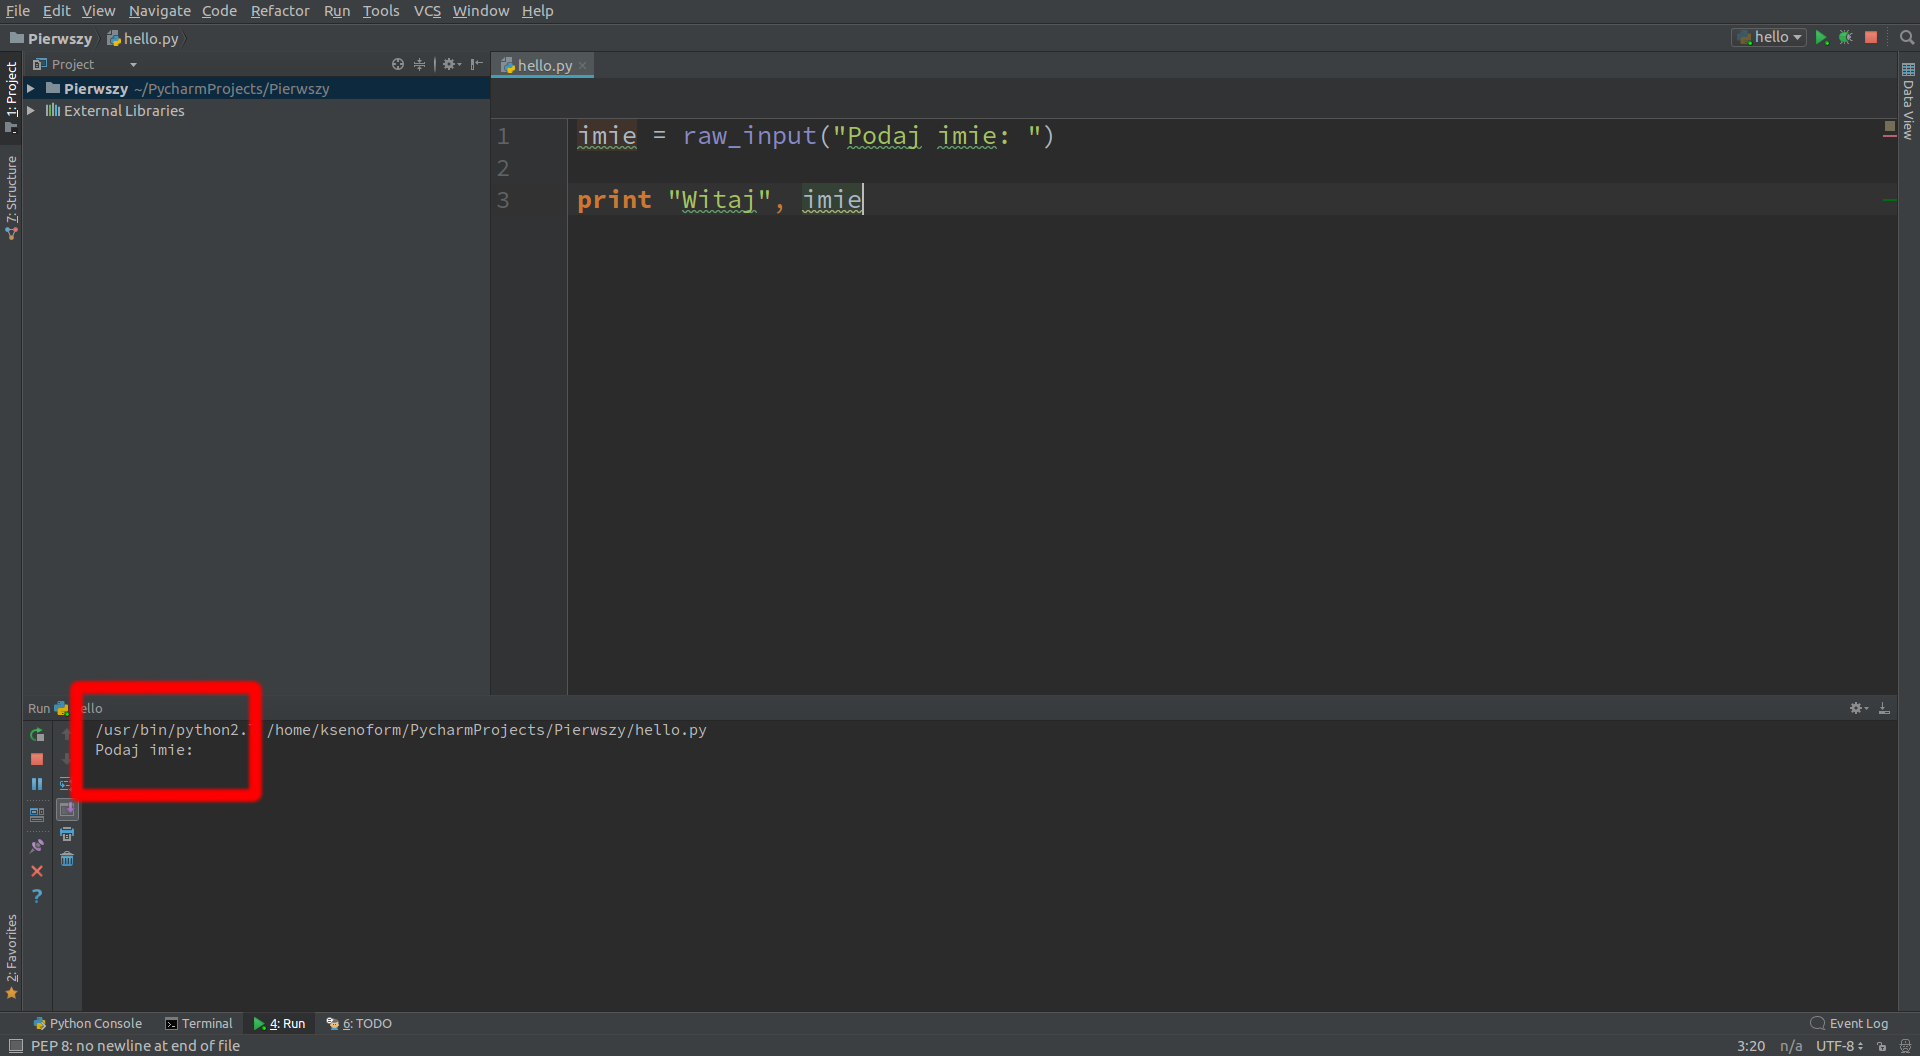 File Edit View Navigate Code Refactor Run Tools VCS Window Help
Pierwszy hello.py hello
Project hello.py
1: Project
Pierwszy ~/PycharmProjects/Pierwszy
External Libraries
Data View
7: Structure
1 imie = raw_input("Podaj imie: ")
2
3 print "Witaj", imie
Run
/usr/bin/python2. /home/ksenoform/PycharmProjects/Pierwszy/hello.py
Podaj imie:
2: Favorites
Python Console Terminal 4: Run 6: TODO Event Log
PEP 8: no newline at end of file 3:20 n/a UTF-8